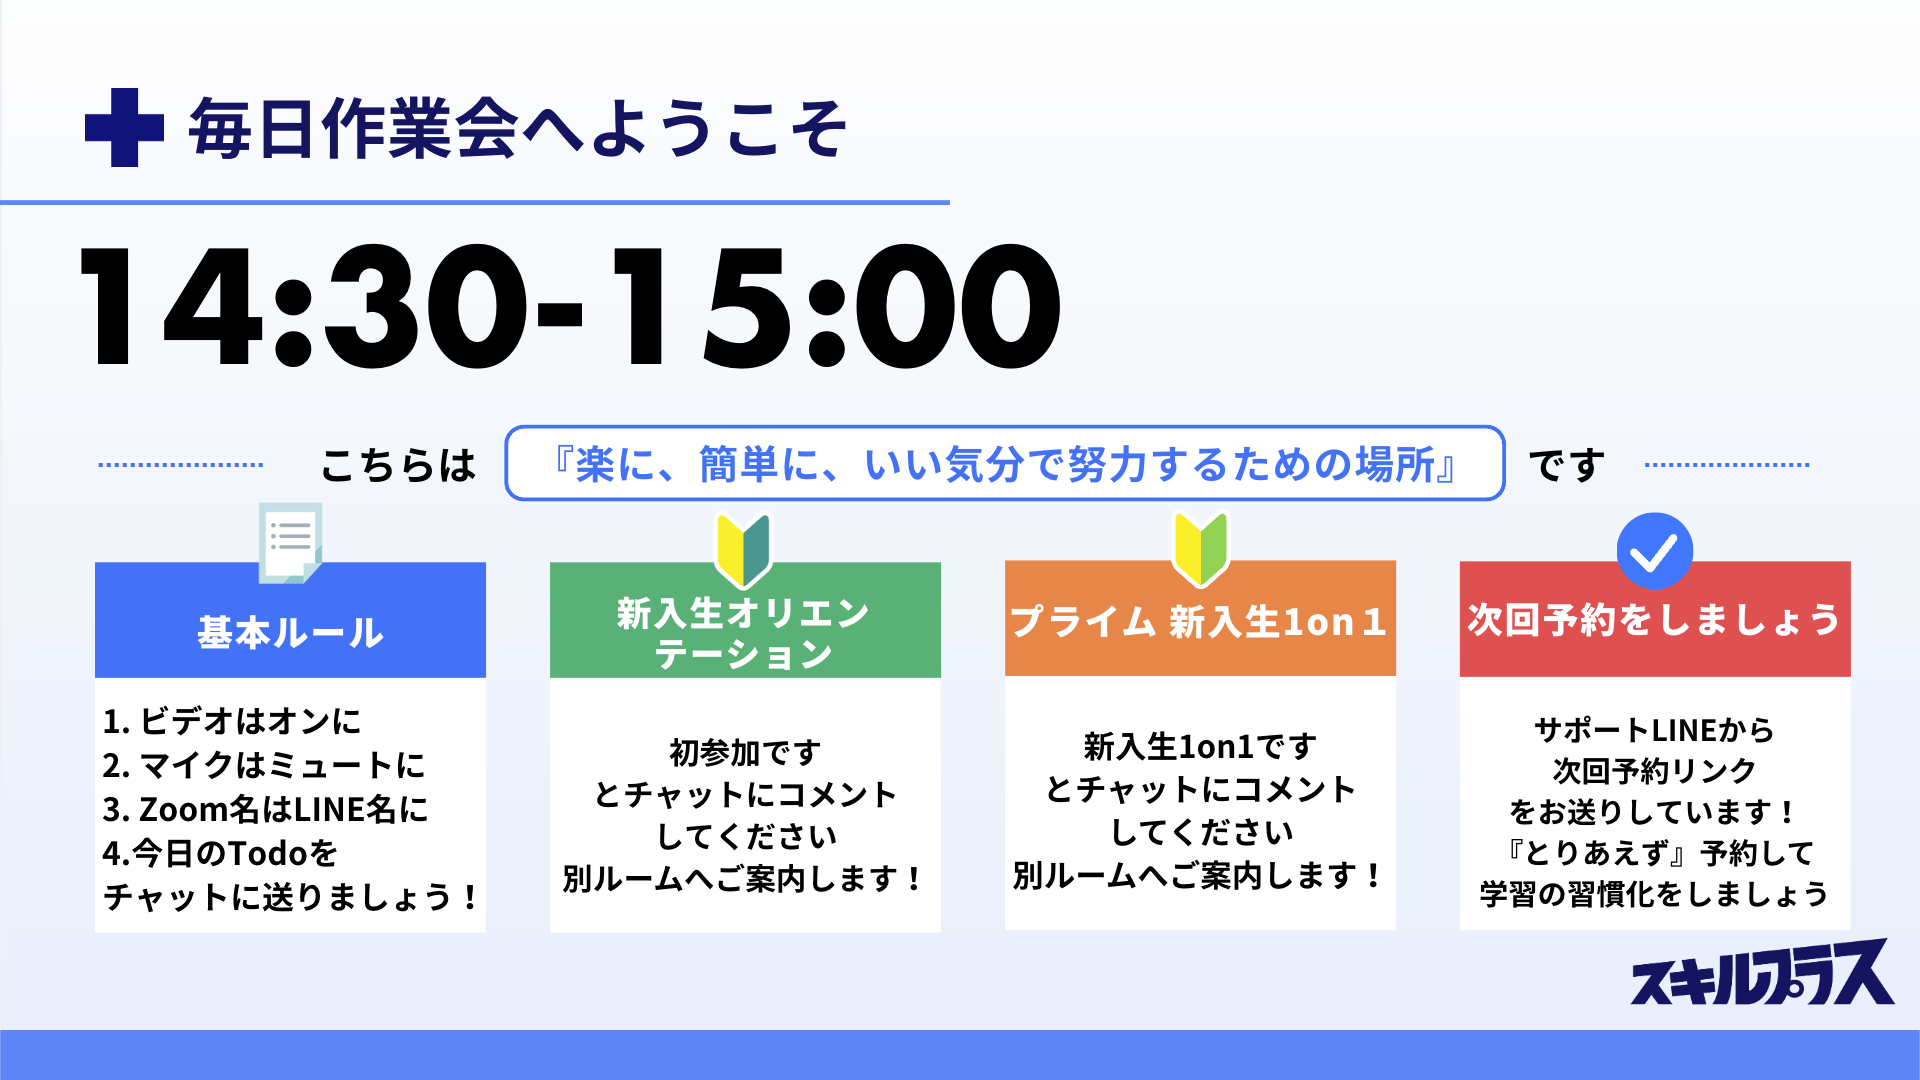 毎日作業会へようこそ
14:30-15:00
こちらは 『楽に、簡単に、いい気分で努力するための場所』 です
基本ルール
1. ビデオはオンに
2. マイクはミュートに
3. Zoom名はLINE名に
4.今日のTodoを
チャットに送りましょう！
新入生オリエン
テーション
初参加です
とチャットにコメント
してください
別ルームへご案内します！
プライム 新入生1on１
新入生1on1です
とチャットにコメント
してください
別ルームへご案内します！
次回予約をしましょう
サポートLINEから
次回予約リンク
をお送りしています！
『とりあえず』予約して
学習の習慣化をしましょう
スキルプラス